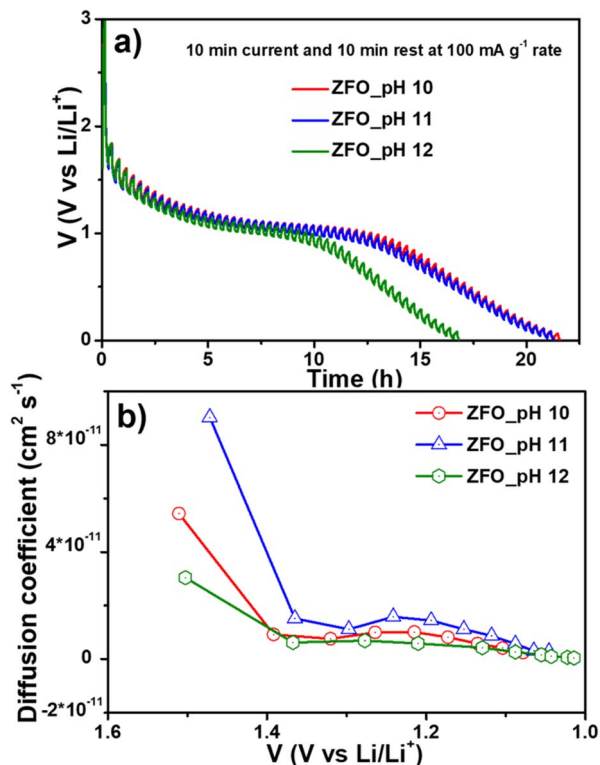 a)
10 min current and 10 min rest at 100 mA g⁻¹ rate
ZFO_pH 10
ZFO_pH 11
ZFO_pH 12
V (V vs Li/Li⁺)
3
2
1
0
0 5 10 15 20
Time (h)
b)
ZFO_pH 10
ZFO_pH 11
ZFO_pH 12
Diffusion coefficient (cm² s⁻¹)
8*10⁻¹¹
4*10⁻¹¹
0
-2*10⁻¹¹
1.6 1.4 1.2 1.0
V (V vs Li/Li⁺)